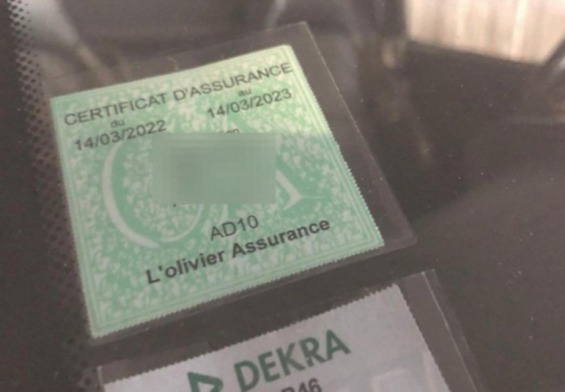 CERTIFICAT D'ASSURANCE
du au
14/03/2022 14/03/2023
AD10
L'olivier Assurance
DEKRA